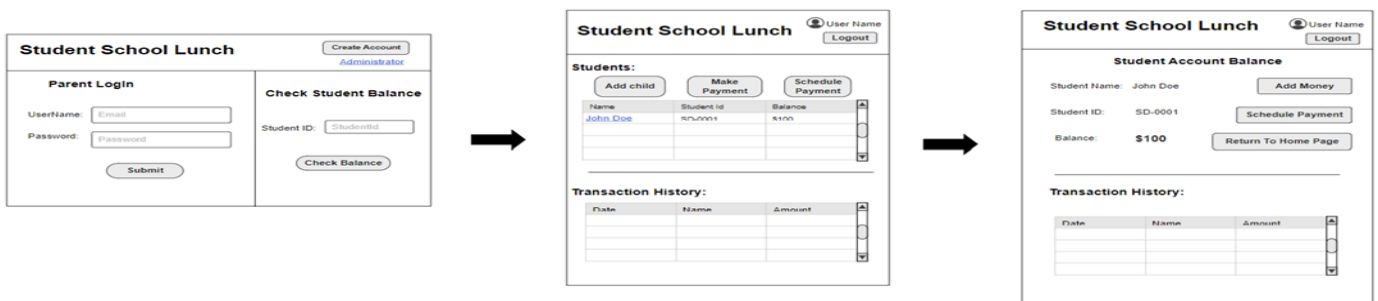 Student School Lunch
Create Account
Administrator
Parent Login
UserName:
Email
Password:
Password
Submit
Check Student Balance
Student ID:
StudentId
Check Balance
Student School Lunch
User Name
Logout
Students:
Add child
Make
Payment
Schedule
Payment
Name Student Id Balance
John Doe SD-0001 $100
Transaction History:
Date Name Amount
Student School Lunch
User Name
Logout
Student Account Balance
Student Name: John Doe
Add Money
Student ID: SD-0001
Schedule Payment
Balance: $100
Return To Home Page
Transaction History:
Date Name Amount